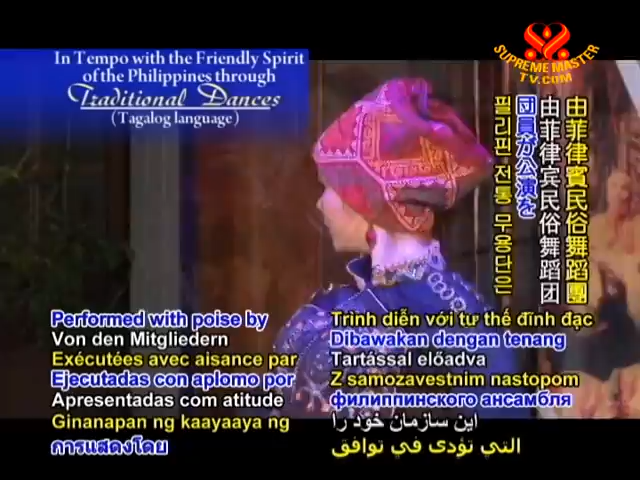 In Tempo with the Friendly Spirit
of the Philippines through
Traditional Dances
(Tagalog language)
SUPREME MASTER
TV.COM
由菲律賓民俗舞蹈團
由菲律宾民俗舞蹈团
団員が公演を
필리핀 전통 무용단은
Performed with poise by
Von den Mitgliedern
Exécutées avec aisance par
Ejecutadas con aplomo por
Apresentadas com atitude
Ginanapan ng kaayaaya ng
การแสดงโดย
Trình diễn với tư thế đĩnh đạc
Dibawakan dengan tenang
Tartással előadva
Z samozavestnim nastopom
филиппинского ансамбля
این سازمان خود را
التي تؤدى في توافق